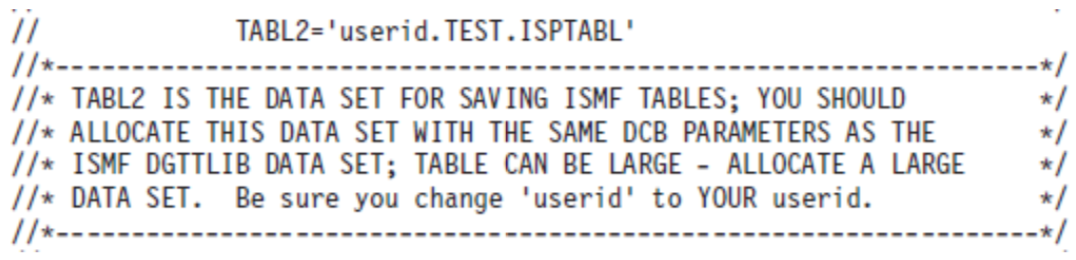 //             TABL2='userid.TEST.ISPTABL'
//*-----------------------------------------------------------------*/
//* TABL2 IS THE DATA SET FOR SAVING ISMF TABLES; YOU SHOULD         */
//* ALLOCATE THIS DATA SET WITH THE SAME DCB PARAMETERS AS THE       */
//* ISMF DGTTLIB DATA SET; TABLE CAN BE LARGE - ALLOCATE A LARGE     */
//* DATA SET.  Be sure you change 'userid' to YOUR userid.           */
//*-----------------------------------------------------------------*/